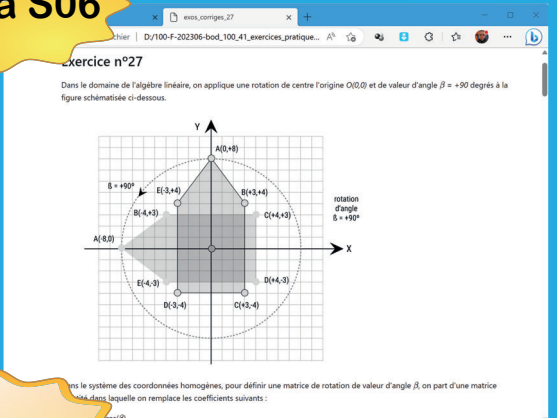 a S06
exos_corriges_27
chier
D:/100-F-202306-bod_100_41_exercices_pratique...
Exercice nº27
Dans le domaine de l'algèbre linéaire, on applique une rotation de centre l'origine O(0,0) et de valeur d'angle β = +90 degrés à la
figure schématisée ci-dessous.
Y
A(0,+8)
ß = +90º
E(-3,+4)
B(+3,+4)
rotation
d'angle
ß = +90º
B(-4,+3)
C(+4,+3)
A(-8,0)
X
E(-4,-3)
D(+4,-3)
D(-3,-4)
C(+3,-4)
ns le système des coordonnées homogènes, pour définir une matrice de rotation de valeur d'angle β, on part d'une matrice
tité dans laquelle on remplace les coefficients suivants :